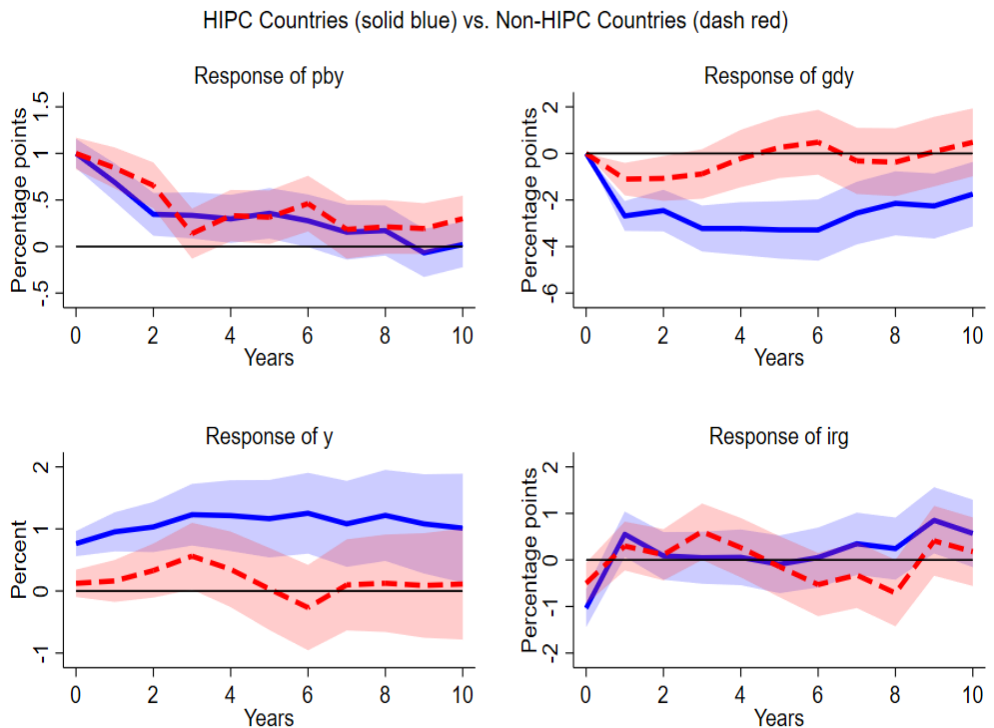 HIPC Countries (solid blue) vs. Non-HIPC Countries (dash red)
Response of pby
Percentage points
1.5
1
.5
0
-.5
0 2 4 6 8 10
Years
Response of gdy
Percentage points
2
0
-2
-4
-6
0 2 4 6 8 10
Years
Response of y
Percent
2
1
0
-1
0 2 4 6 8 10
Years
Response of irg
Percentage points
2
1
0
-1
-2
0 2 4 6 8 10
Years